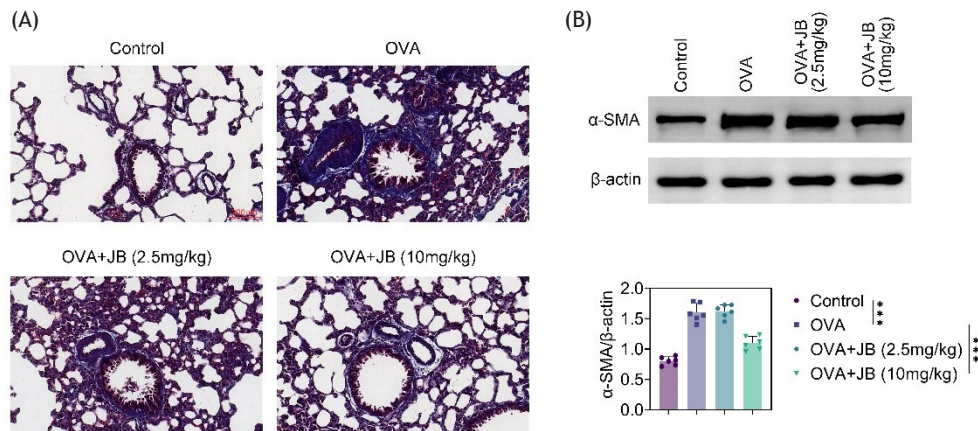 (A)
Control
OVA
OVA+JB (2.5mg/kg)
OVA+JB (10mg/kg)
(B)
Control
OVA
OVA+JB
(2.5mg/kg)
OVA+JB
(10mg/kg)
α-SMA
β-actin
α-SMA/β-actin
2.0
1.5
1.0
0.5
0.0
Control
OVA
OVA+JB (2.5mg/kg)
OVA+JB (10mg/kg)
***
***